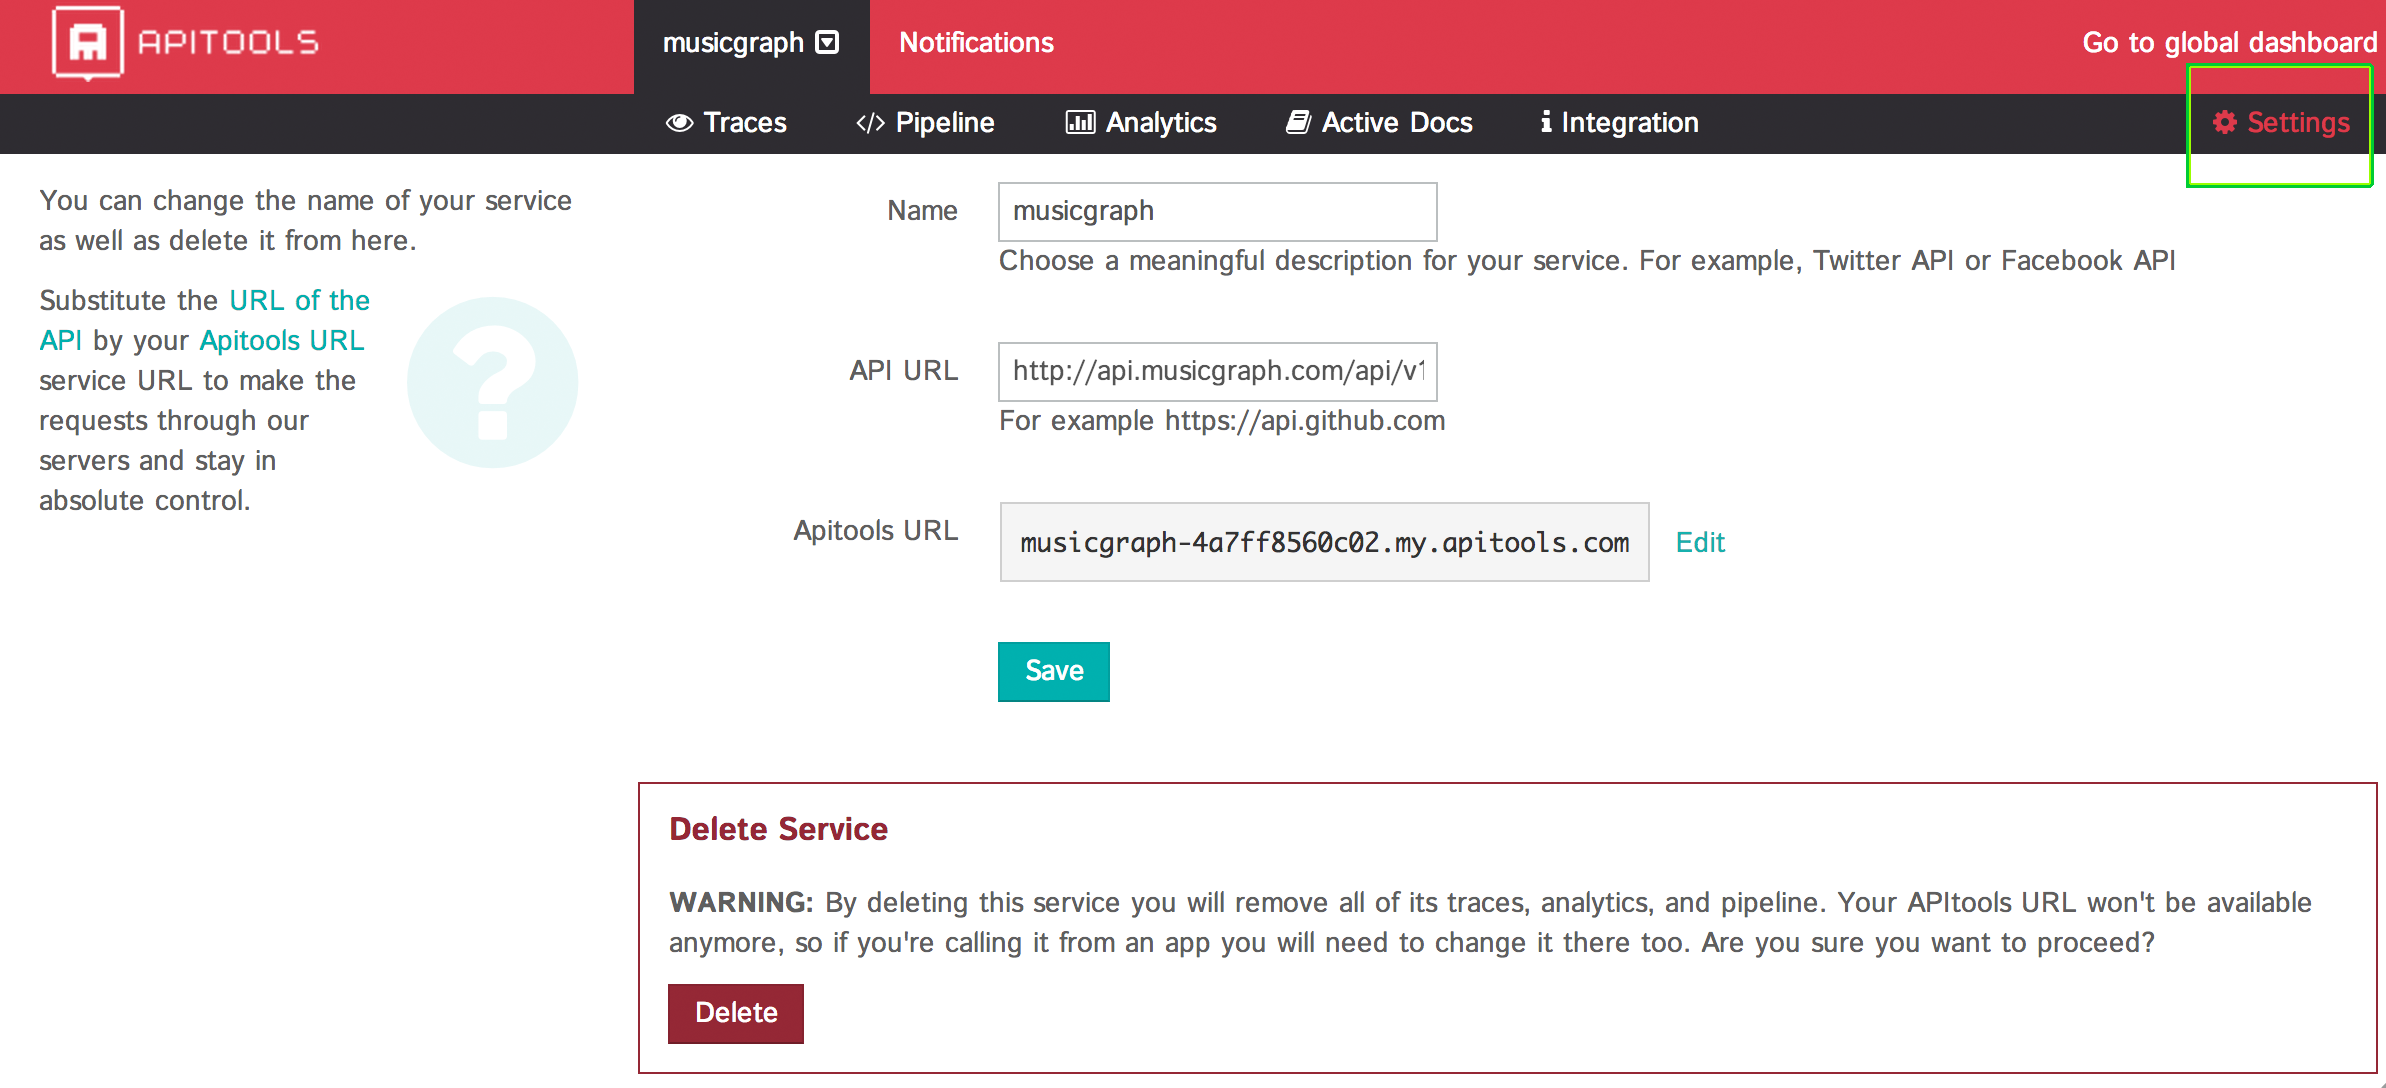 APITOOLS
musicgraph
Notifications
Go to global dashboard
Traces
</> Pipeline
Analytics
Active Docs
Integration
Settings
You can change the name of your service
as well as delete it from here.
Substitute the URL of the
API by your Apitools URL
service URL to make the
requests through our
servers and stay in
absolute control.
Name
musicgraph
Choose a meaningful description for your service. For example, Twitter API or Facebook API
API URL
http://api.musicgraph.com/api/v1
For example https://api.github.com
Apitools URL
musicgraph-4a7ff8560c02.my.apitools.com
Edit
Save
Delete Service
WARNING: By deleting this service you will remove all of its traces, analytics, and pipeline. Your APItools URL won't be available
anymore, so if you're calling it from an app you will need to change it there too. Are you sure you want to proceed?
Delete